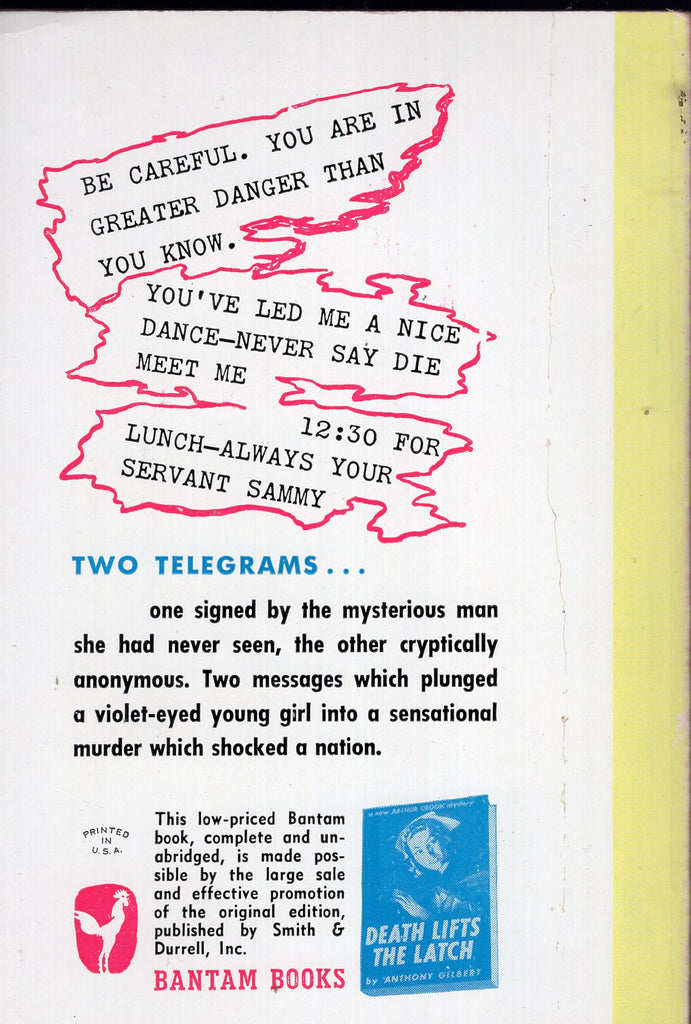 BE CAREFUL. YOU ARE IN
GREATER DANGER THAN
YOU KNOW.
YOU'VE LED ME A NICE
DANCE—NEVER SAY DIE
MEET ME
12:30 FOR
LUNCH—ALWAYS YOUR
SERVANT SAMMY
TWO TELEGRAMS...
one signed by the mysterious man
she had never seen, the other cryptically
anonymous. Two messages which plunged
a violet-eyed young girl into a sensational
murder which shocked a nation.
PRINTED
IN
U.S.A.
This low-priced Bantam
book, complete and un-
abridged, is made pos-
sible by the large sale
and effective promotion
of the original edition,
published by Smith &
Durrell, Inc.
BANTAM BOOKS
a new ARTHUR CROOK mystery
DEATH LIFTS
THE LATCH
by ANTHONY GILBERT